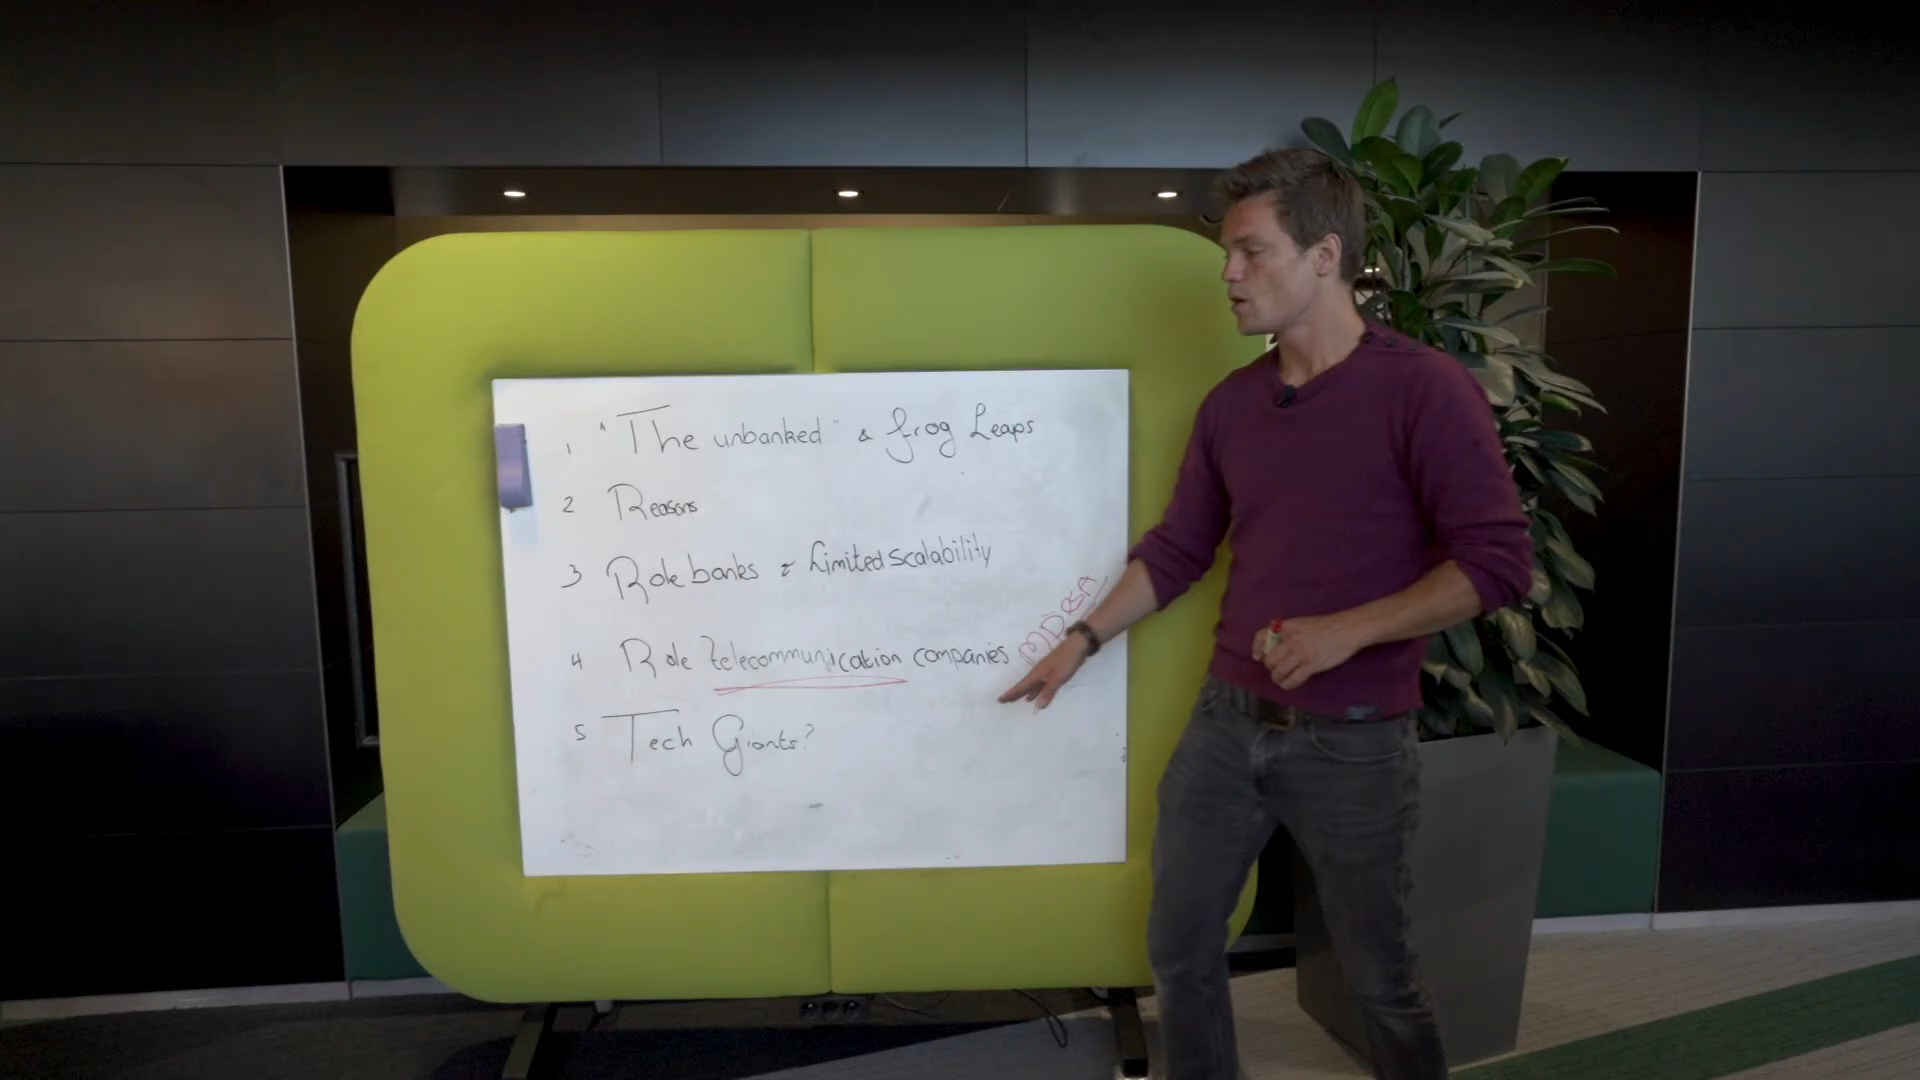 1 "The unbanked" & frog Leaps
2 Reasons
3 Role banks & Limited scalability
4 Role telecommunication companies
5 Tech Giants?